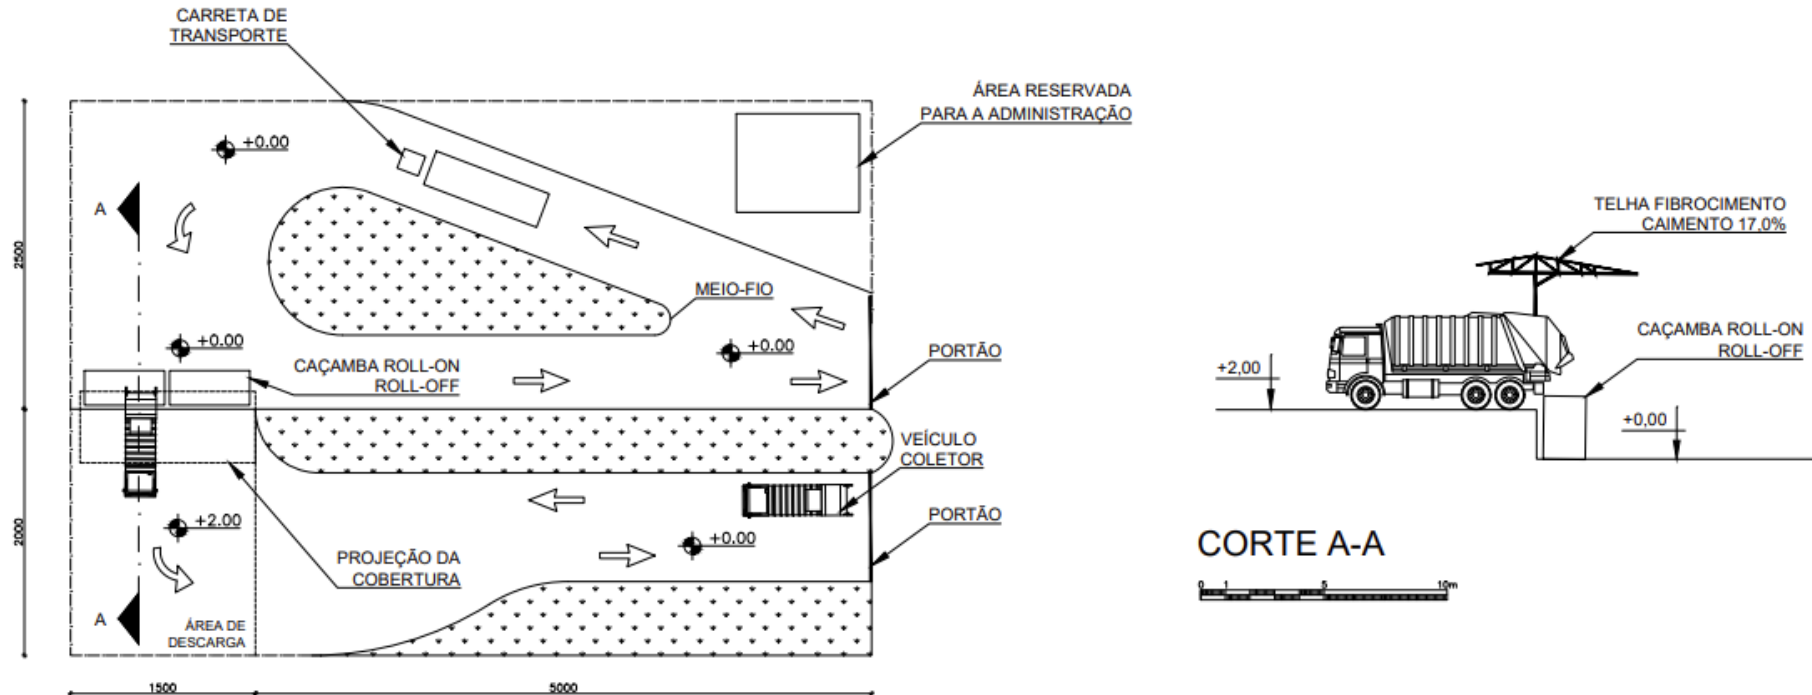 CARRETA DE
TRANSPORTE
ÁREA RESERVADA
PARA A ADMINISTRAÇÃO
+0.00
A
2500
MEIO-FIO
+0.00
+0.00
CAÇAMBA ROLL-ON
ROLL-OFF
PORTÃO
VEÍCULO
COLETOR
PORTÃO
+2.00
+0.00
2000
PROJEÇÃO DA
COBERTURA
A
ÁREA DE
DESCARGA
1500
5000
TELHA FIBROCIMENTO
CAIMENTO 17,0%
CAÇAMBA ROLL-ON
ROLL-OFF
+2,00
+0,00
CORTE A-A
0 1 5 10m